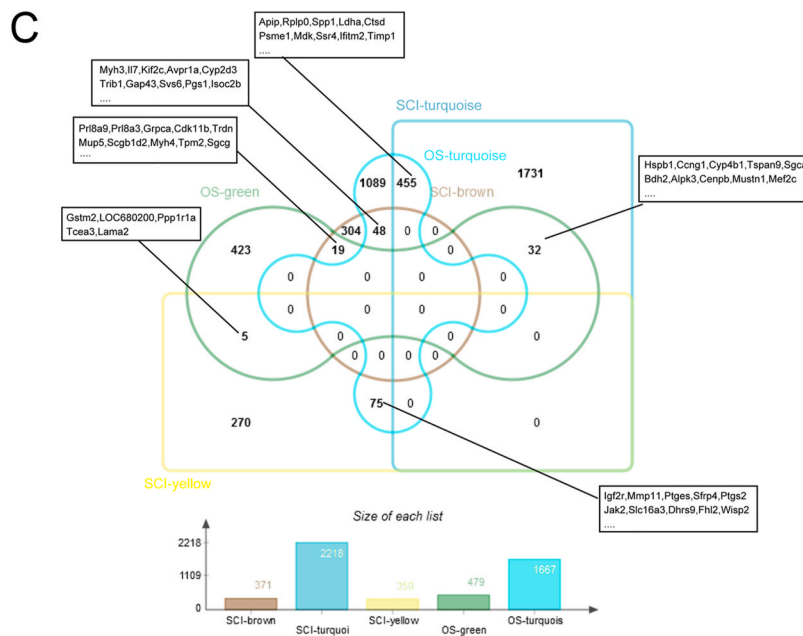 C
Apip,Rplp0,Spp1,Ldha,Ctsd
Psme1,Mdk,Ssr4,Ifitm2,Timp1
....
Myh3,Il7,Kif2c,Avpr1a,Cyp2d3
Trib1,Gap43,Svs6,Pgs1,Isoc2b
....
Prl8a9,Prl8a3,Grpca,Cdk11b,Trdn
Mup5,Scgb1d2,Myh4,Tpm2,Sgcg
....
Gstm2,LOC680200,Ppp1r1a
Tcea3,Lama2
Hspb1,Ccng1,Cyp4b1,Tspan9,Sgca
Bdh2,Alpk3,Cenpb,Mustn1,Mef2c
....
SCI-turquoise
OS-turquoise
SCI-brown
OS-green
1089 455 1731
304 48 0 0
423 19 0 0 32
0 0 0 0
0 0 0 0
5 0 0 0
0 0 0 0
75 0
270 0
SCI-yellow
Igf2r,Mmp11,Ptges,Sfrp4,Ptgs2
Jak2,Slc16a3,Dhrs9,Fhl2,Wisp2
....
Size of each list
2218
1109
0
371
2218
350
479
1667
SCI-brown
SCI-turquoi
SCI-yellow
OS-green
OS-turquois